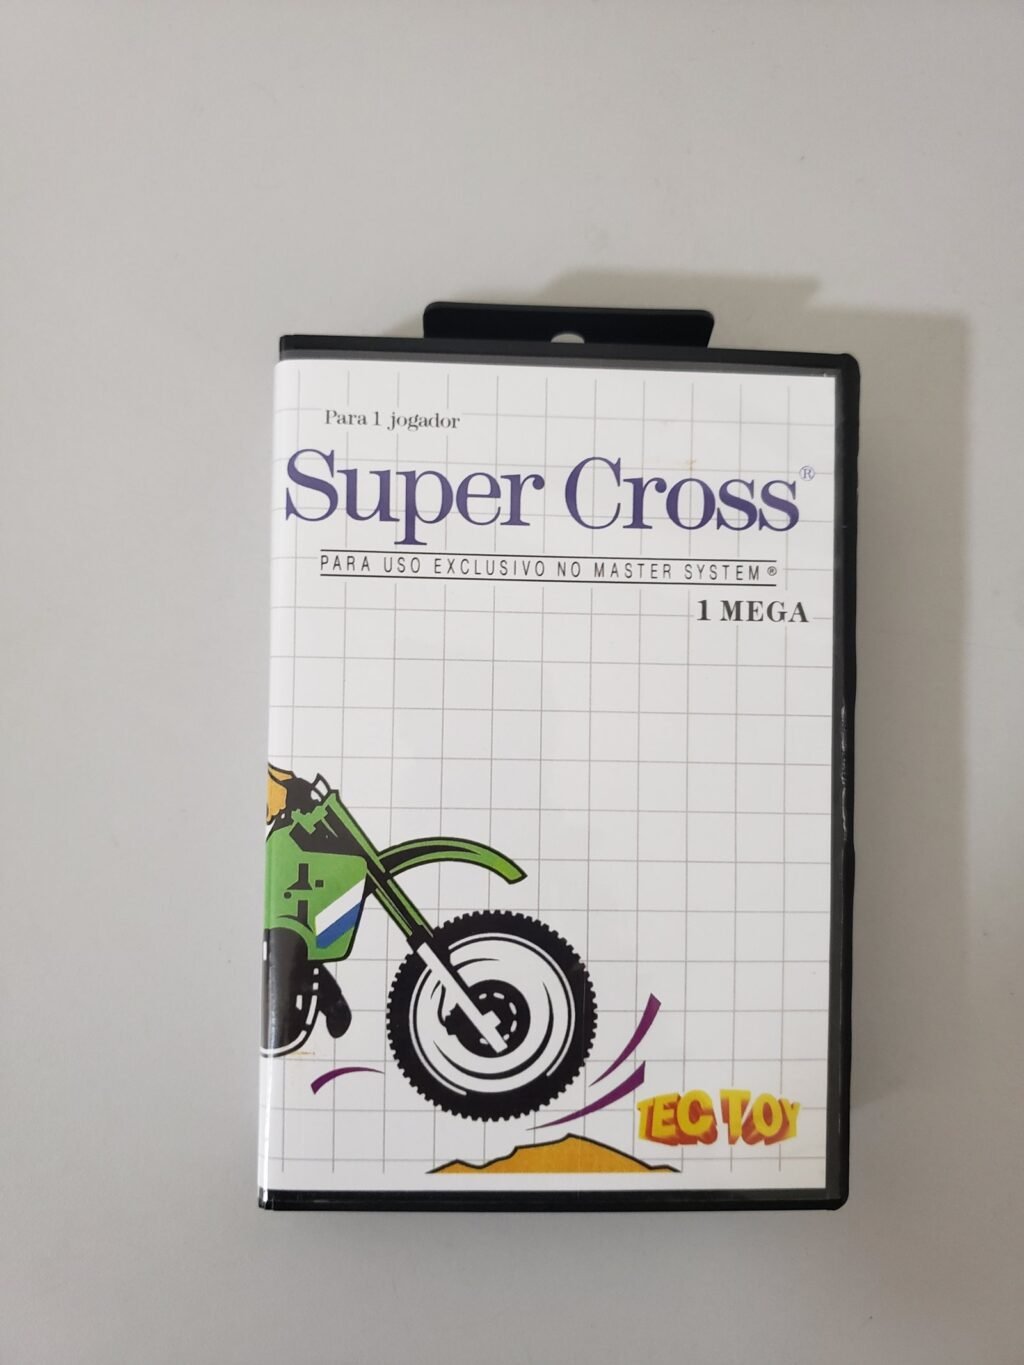 Para 1 jogador
Super Cross®
PARA USO EXCLUSIVO NO MASTER SYSTEM®
1 MEGA
TEC TOY